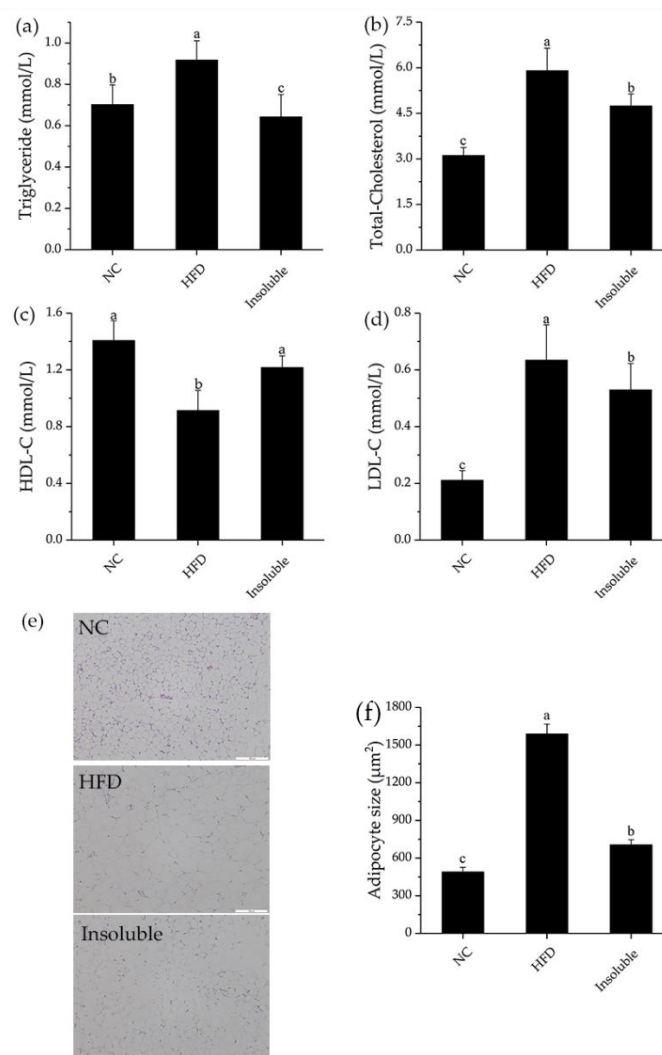 (a)
Triglyceride (mmol/L)
1.0
0.8
0.6
0.4
0.2
0.0
b
a
c
NC
HFD
Insoluble
(b)
Total-Cholesterol (mmol/L)
7.5
6.0
4.5
3.0
1.5
0.0
c
a
b
NC
HFD
Insoluble
(c)
HDL-C (mmol/L)
1.6
1.2
0.8
0.4
0.0
a
b
a
NC
HFD
Insoluble
(d)
LDL-C (mmol/L)
0.8
0.6
0.4
0.2
0.0
c
a
b
NC
HFD
Insoluble
(e)
NC
HFD
Insoluble
(f)
Adipocyte size (μm²)
1800
1500
1200
900
600
300
0
c
a
b
NC
HFD
Insoluble